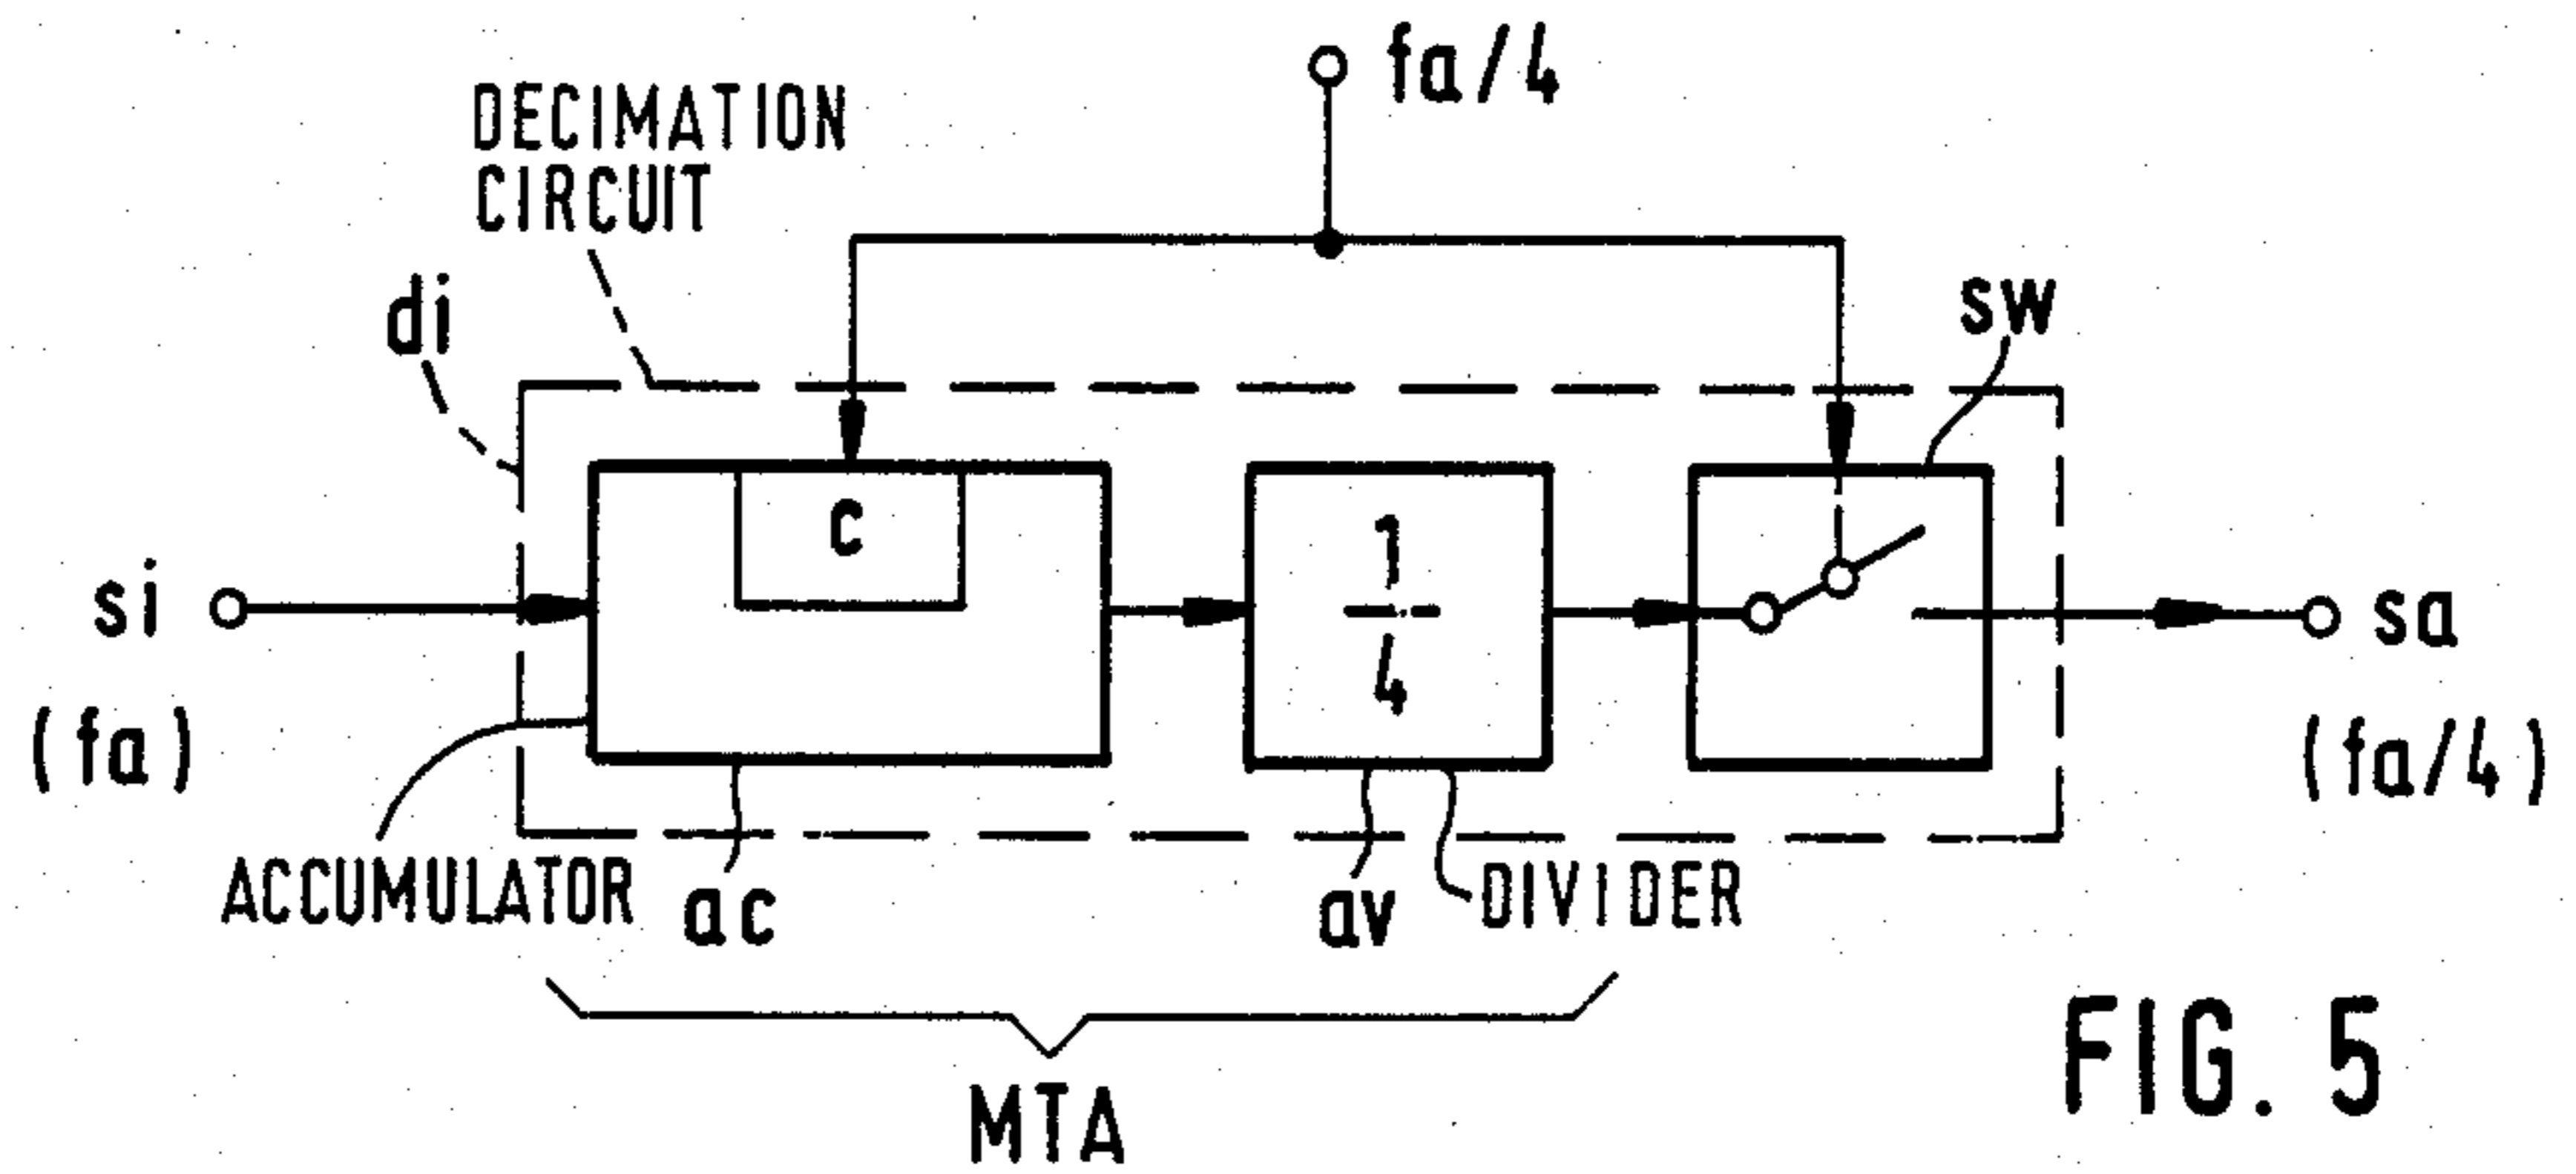 fa/4
DECIMATION
CIRCUIT
di
sw
c
1
4
si
(fa)
sa
(fa/4)
ACCUMULATOR
ac
av
DIVIDER
MTA
FIG. 5